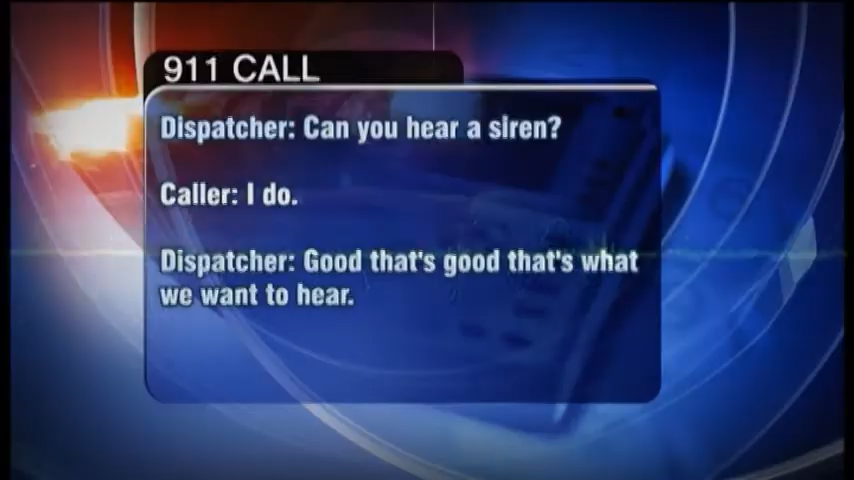 911 CALL
Dispatcher: Can you hear a siren?
Caller: I do.
Dispatcher: Good that's good that's what
we want to hear.